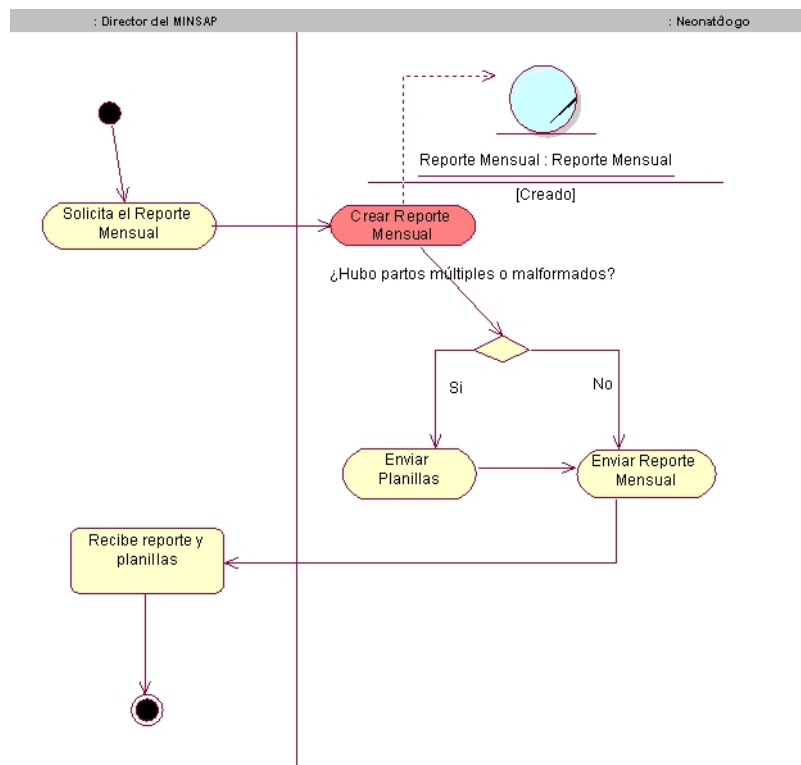 : Director del MINSAP
: Neonatólogo
Reporte Mensual : Reporte Mensual
[Creado]
Solicita el Reporte
Mensual
Crear Reporte
Mensual
¿Hubo partos múltiples o malformados?
Si
No
Enviar
Planillas
Enviar Reporte
Mensual
Recibe reporte y
planillas